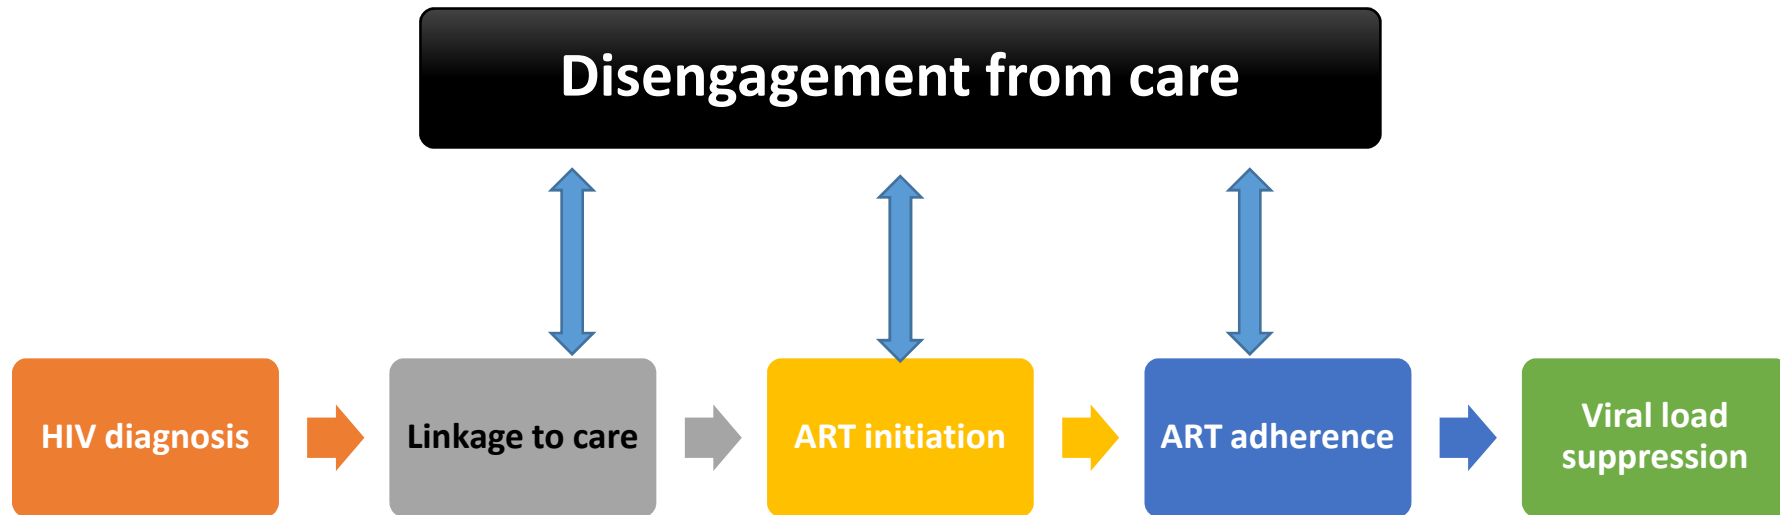 Disengagement from care
HIV diagnosis
Linkage to care
ART initiation
ART adherence
Viral load
suppression